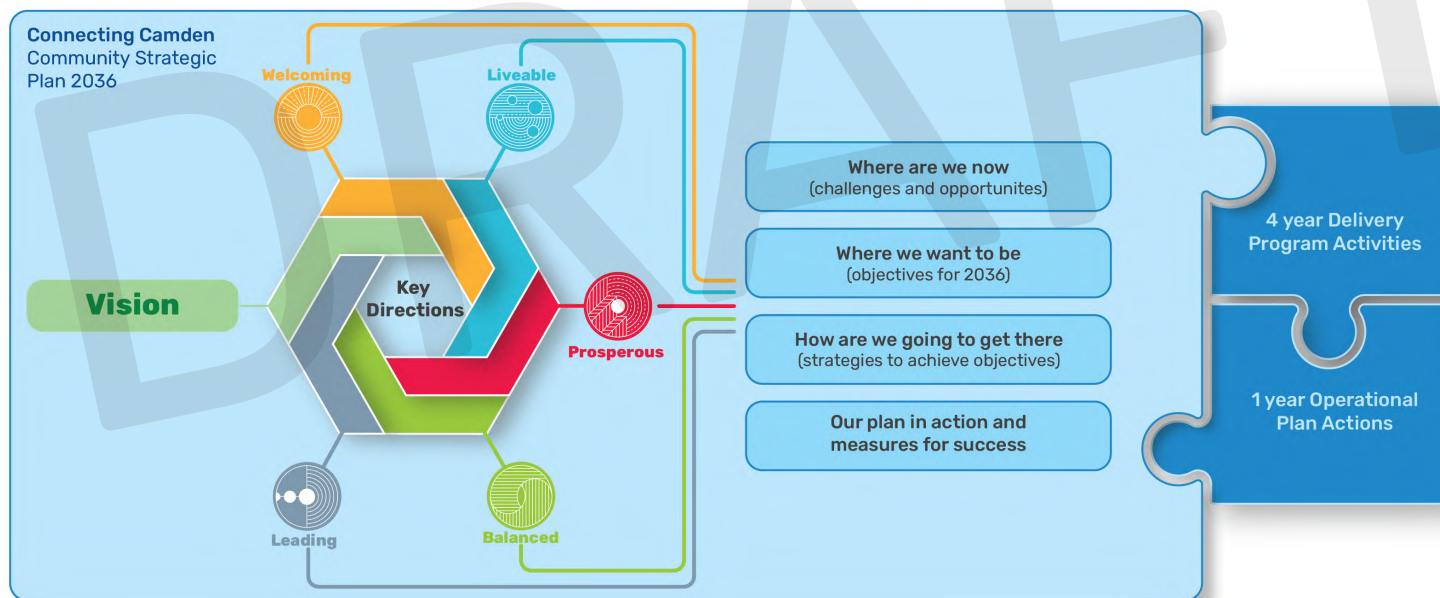 Connecting Camden
Community Strategic
Plan 2036
Welcoming
Liveable
Vision
Key
Directions
Prosperous
Leading
Balanced
Where are we now
(challenges and opportunites)
Where we want to be
(objectives for 2036)
How are we going to get there
(strategies to achieve objectives)
Our plan in action and
measures for success
4 year Delivery
Program Activities
1 year Operational
Plan Actions
DRAFT